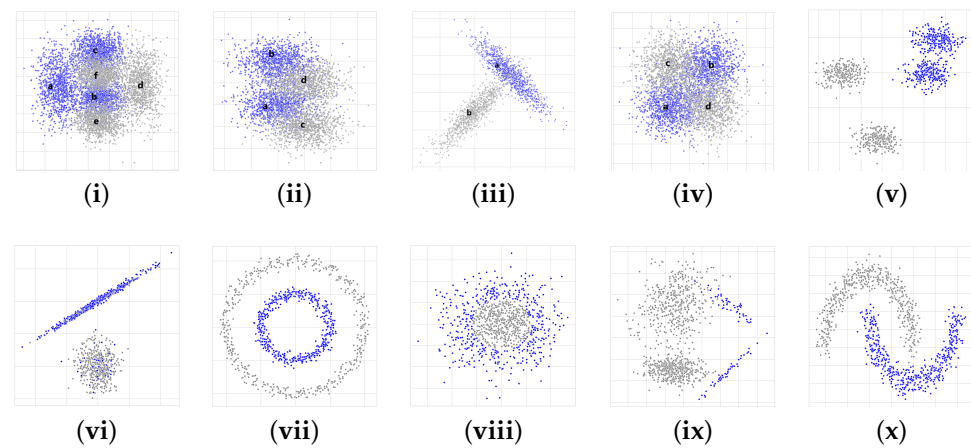 c
f
a
d
b
e
b
d
a
c
a
b
c
b
a
d
(i) (ii) (iii) (iv) (v)
(vi) (vii) (viii) (ix) (x)